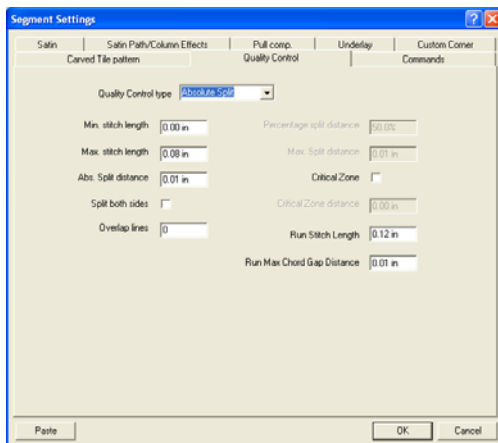 Segment Settings
Satin Satin Path/Column Effects Pull comp. Underlay Custom Corner
Carved Tile pattern Quality Control Commands
Quality Control type Absolute Split
Min. stitch length 0.00 in Percentage split distance 50.0%
Max. stitch length 0.08 in Max. Split distance 0.01 in
Abs. Split distance 0.01 in Critical Zone
Split both sides Critical Zone distance 0.00 in
Overlap lines 0 Run Stitch Length 0.12 in
Run Max Chord Gap Distance 0.01 in
Paste OK Cancel